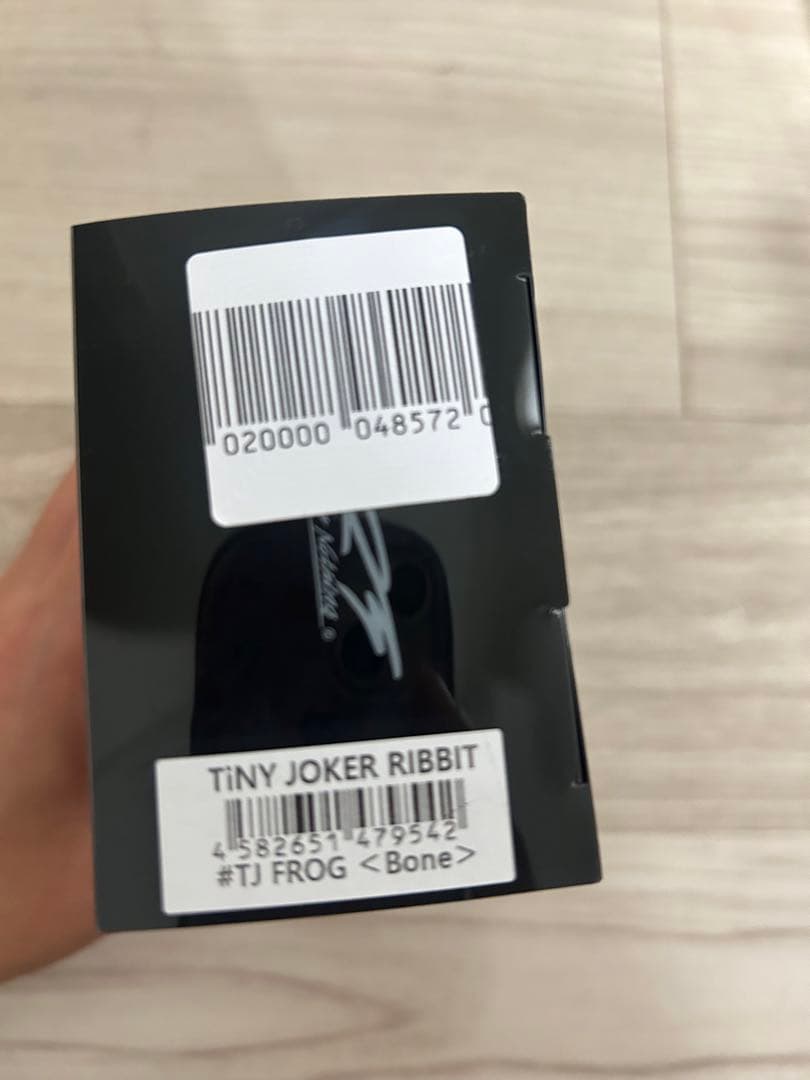 020000 048572
TiNY JOKER RIBBIT
4 582651 479542
#TJ FROG <Bone>